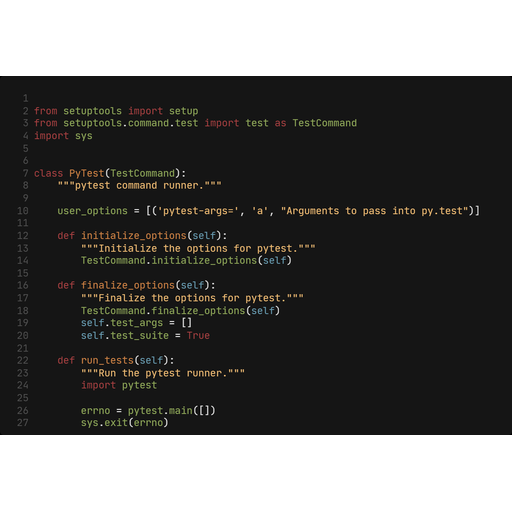 1
2 from setuptools import setup
3 from setuptools.command.test import test as TestCommand
4 import sys
5
6
7 class PyTest(TestCommand):
8     """pytest command runner."""
9
10     user_options = [('pytest-args=', 'a', "Arguments to pass into py.test")]
11
12     def initialize_options(self):
13         """Initialize the options for pytest."""
14         TestCommand.initialize_options(self)
15
16     def finalize_options(self):
17         """Finalize the options for pytest."""
18         TestCommand.finalize_options(self)
19         self.test_args = []
20         self.test_suite = True
21
22     def run_tests(self):
23         """Run the pytest runner."""
24         import pytest
25
26         errno = pytest.main([])
27         sys.exit(errno)